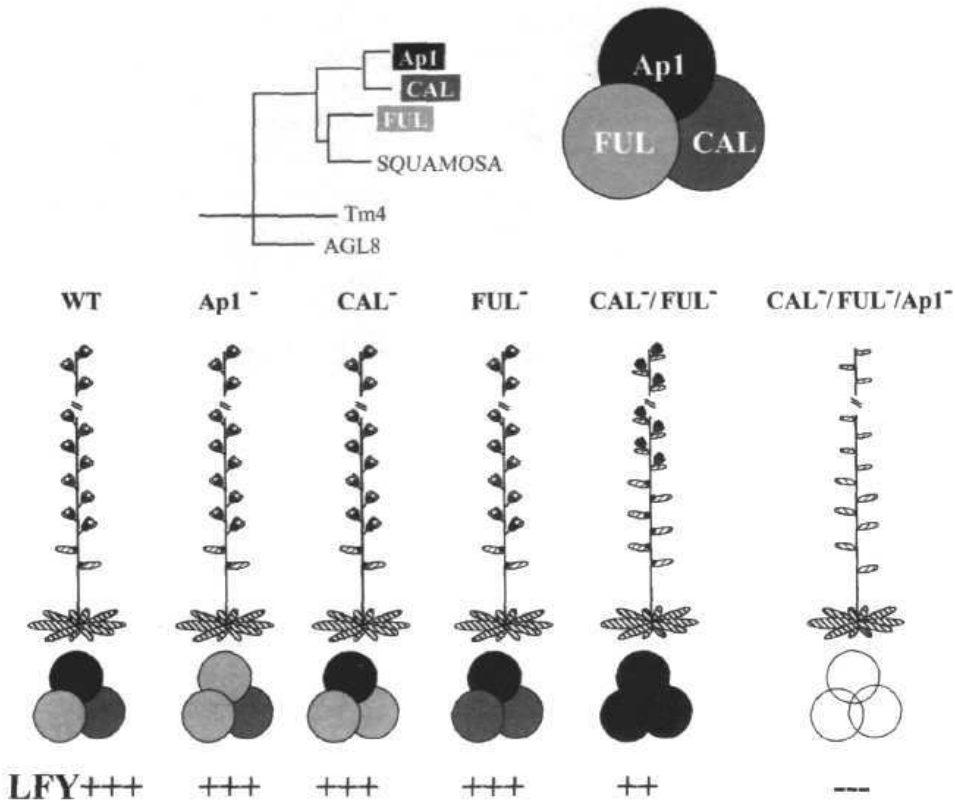 Ap1
CAL
FUL
SQUAMOSA
Tm4
AGL8
Ap1
FUL CAL
WT Ap1⁻ CAL⁻ FUL⁻ CAL⁻/FUL⁻ CAL⁻/FUL⁻/Ap1⁻
LFY+++ +++ +++ +++ ++ ---